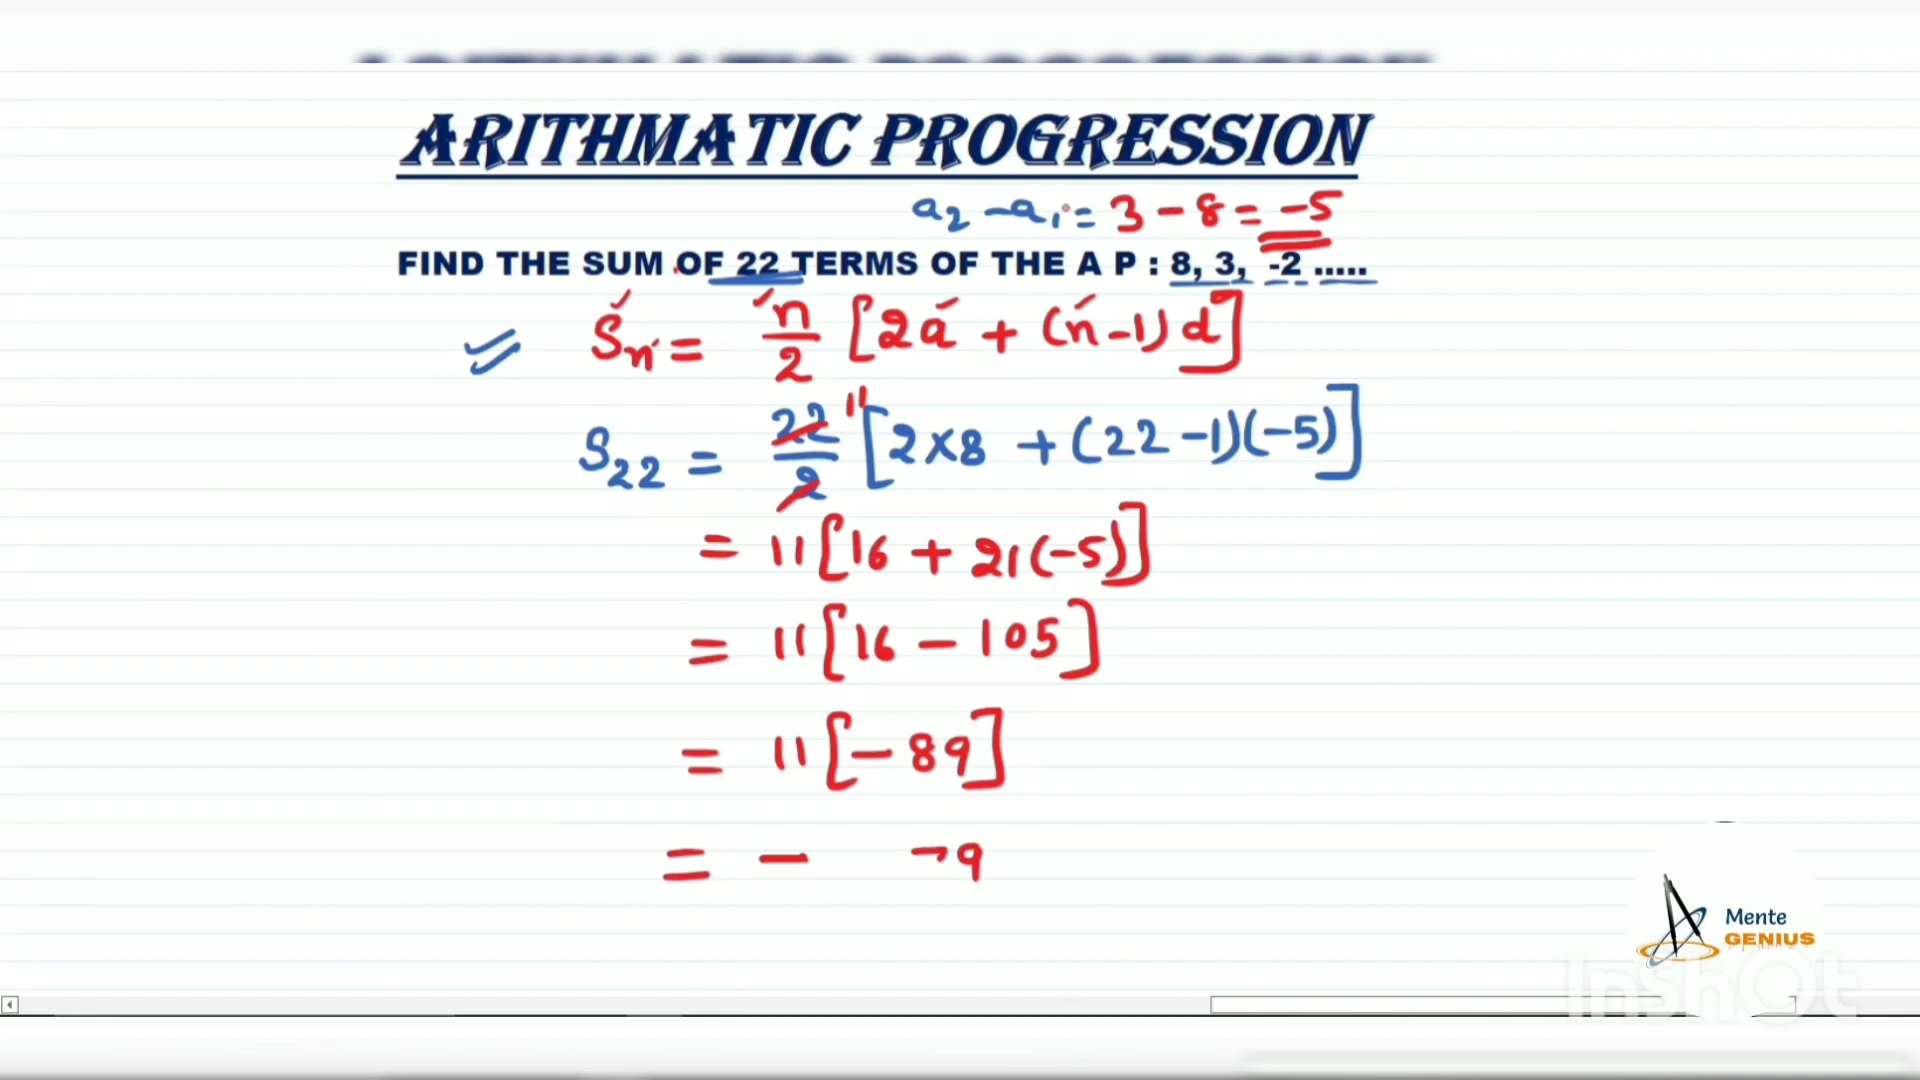 ARITHMATIC PROGRESSION
a₂ - a₁ = 3 - 8 = -5
FIND THE SUM OF 22 TERMS OF THE A P : 8, 3, -2 .....
Sₙ = n/2 [2a + (n-1)d]
S₂₂ = 22/2 11 [2×8 + (22-1)(-5)]
= 11[16 + 21(-5)]
= 11[16 - 105]
= 11[-89]
= - 9
Mente
GENIUS
InShOt